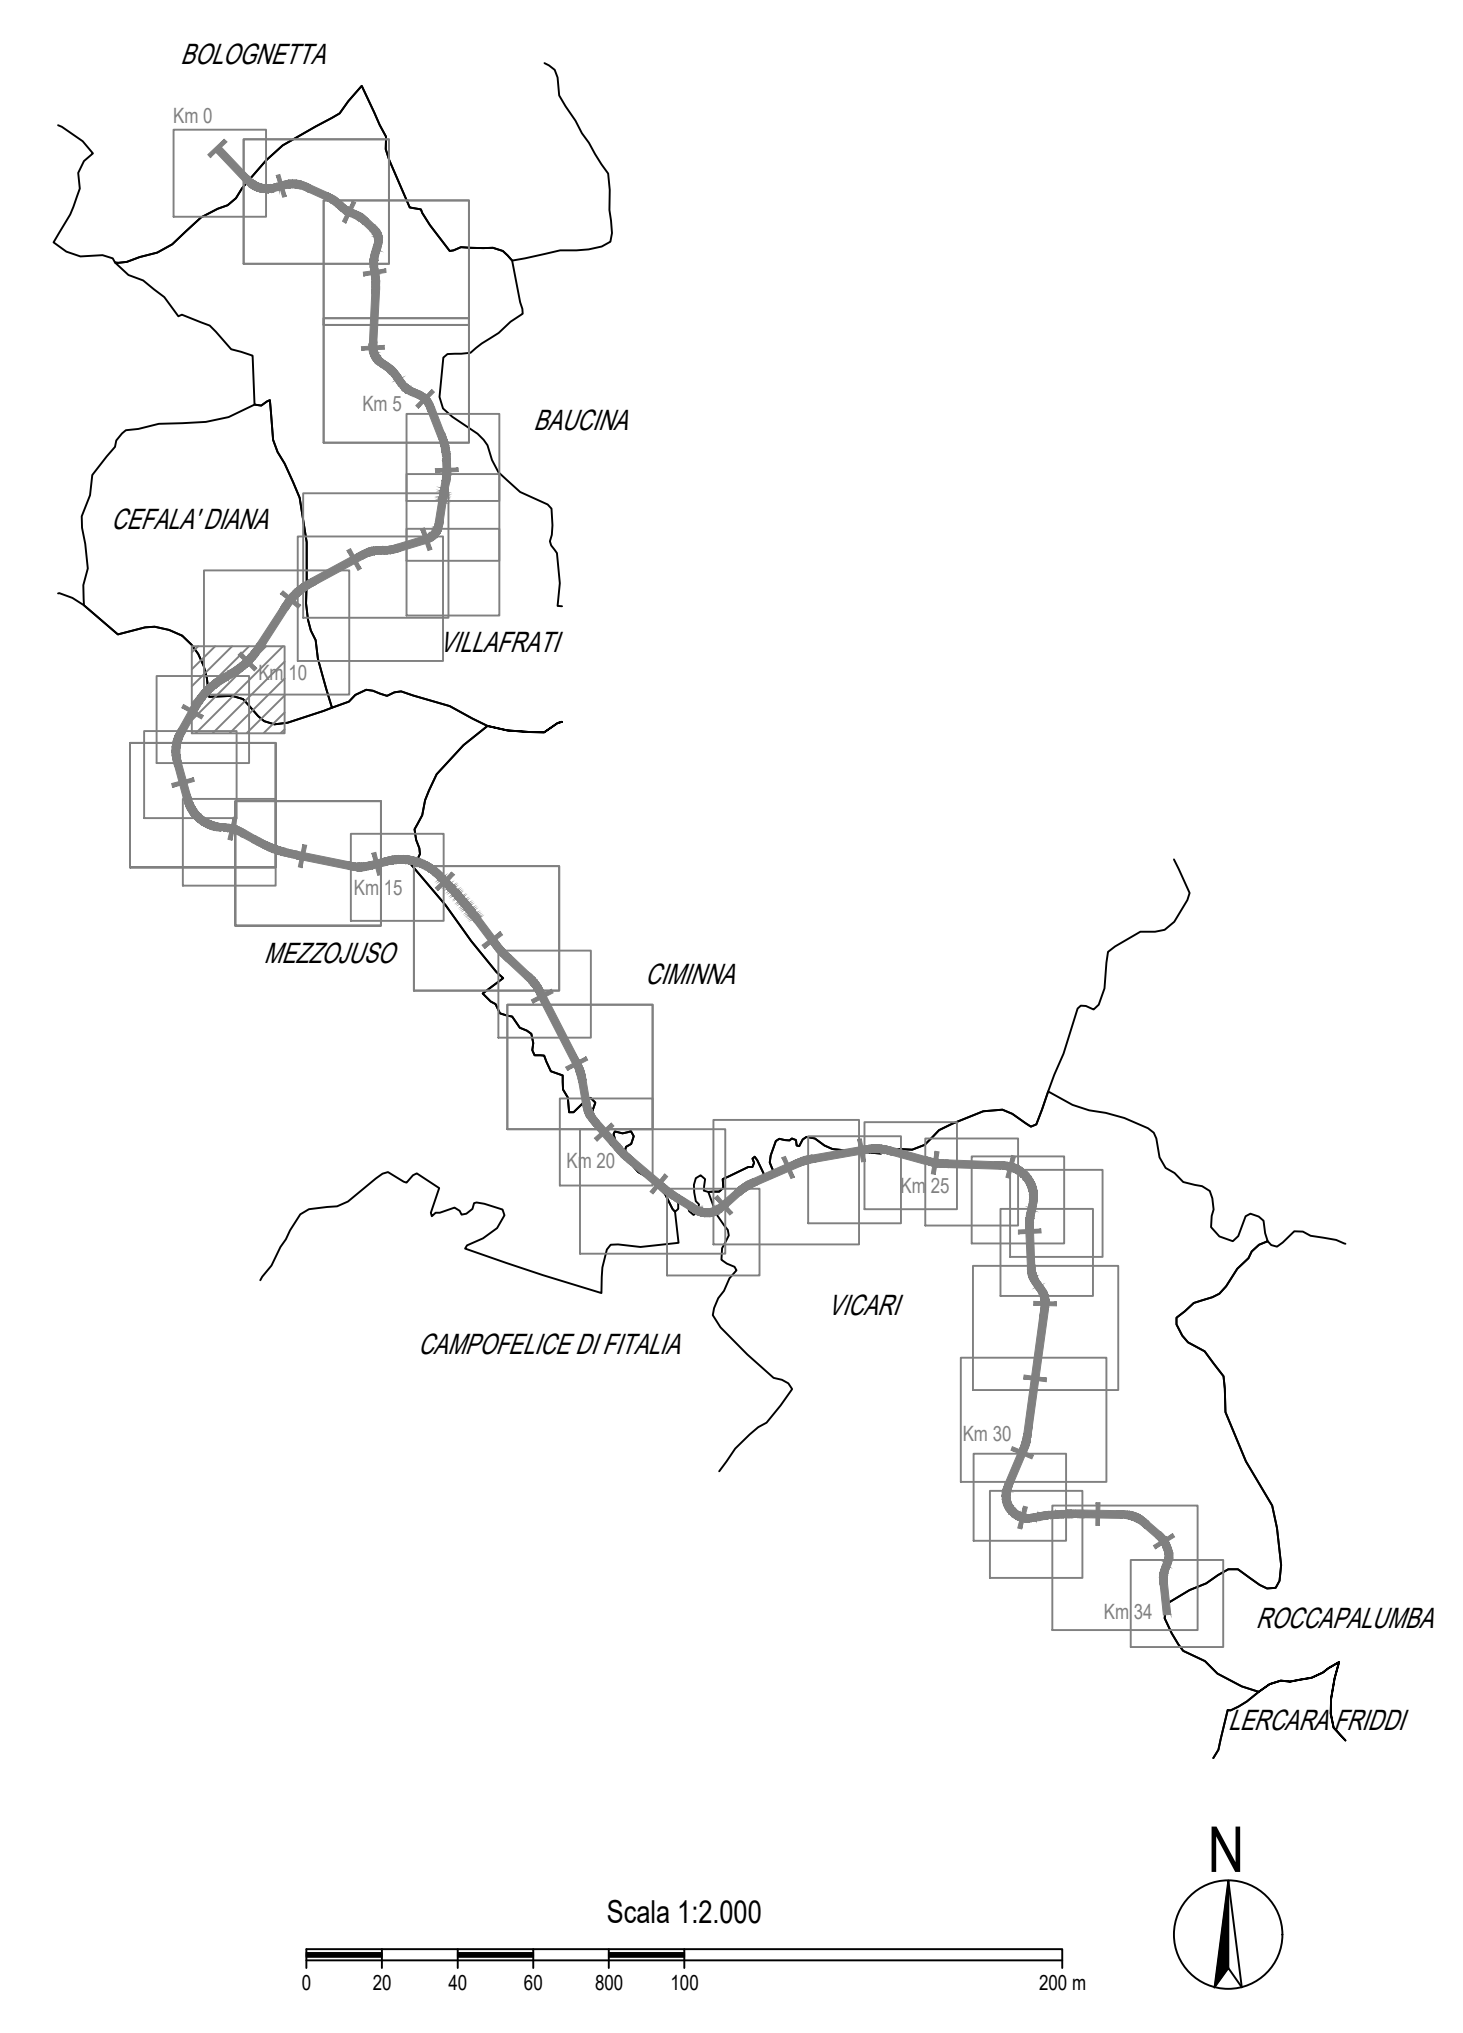 BOLOGNETTA
Km 0
Km 5
BAUCINA
CEFALA' DIANA
VILLAFRATI
Km 10
Km 15
MEZZOJUSO
CIMINNA
Km 20
Km 25
VICARI
CAMPOFELICE DI FITALIA
Km 30
Km 34
ROCCAPALUMBA
LERCARA FRIDDI
N
Scala 1:2.000
0 20 40 60 800 100 200 m